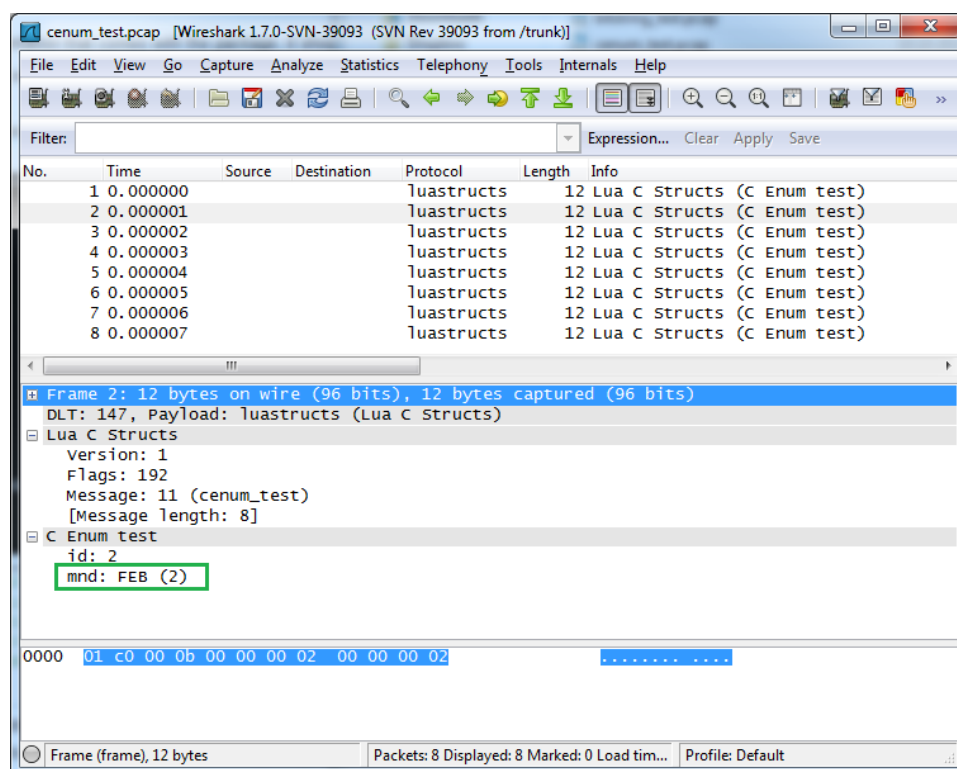 cenum_test.pcap [Wireshark 1.7.0-SVN-39093 (SVN Rev 39093 from /trunk)]
File Edit View Go Capture Analyze Statistics Telephony Tools Internals Help
Filter: Expression... Clear Apply Save
No. Time Source Destination Protocol Length Info
1 0.000000 luastructs 12 Lua C Structs (C Enum test)
2 0.000001 luastructs 12 Lua C Structs (C Enum test)
3 0.000002 luastructs 12 Lua C Structs (C Enum test)
4 0.000003 luastructs 12 Lua C Structs (C Enum test)
5 0.000004 luastructs 12 Lua C Structs (C Enum test)
6 0.000005 luastructs 12 Lua C Structs (C Enum test)
7 0.000006 luastructs 12 Lua C Structs (C Enum test)
8 0.000007 luastructs 12 Lua C Structs (C Enum test)
Frame 2: 12 bytes on wire (96 bits), 12 bytes captured (96 bits)
DLT: 147, Payload: luastructs (Lua C Structs)
Lua C Structs
Version: 1
Flags: 192
Message: 11 (cenum_test)
[Message length: 8]
C Enum test
id: 2
mnd: FEB (2)
0000 01 c0 00 0b 00 00 00 02 00 00 00 02 ........ ....
Frame (frame), 12 bytes Packets: 8 Displayed: 8 Marked: 0 Load tim... Profile: Default